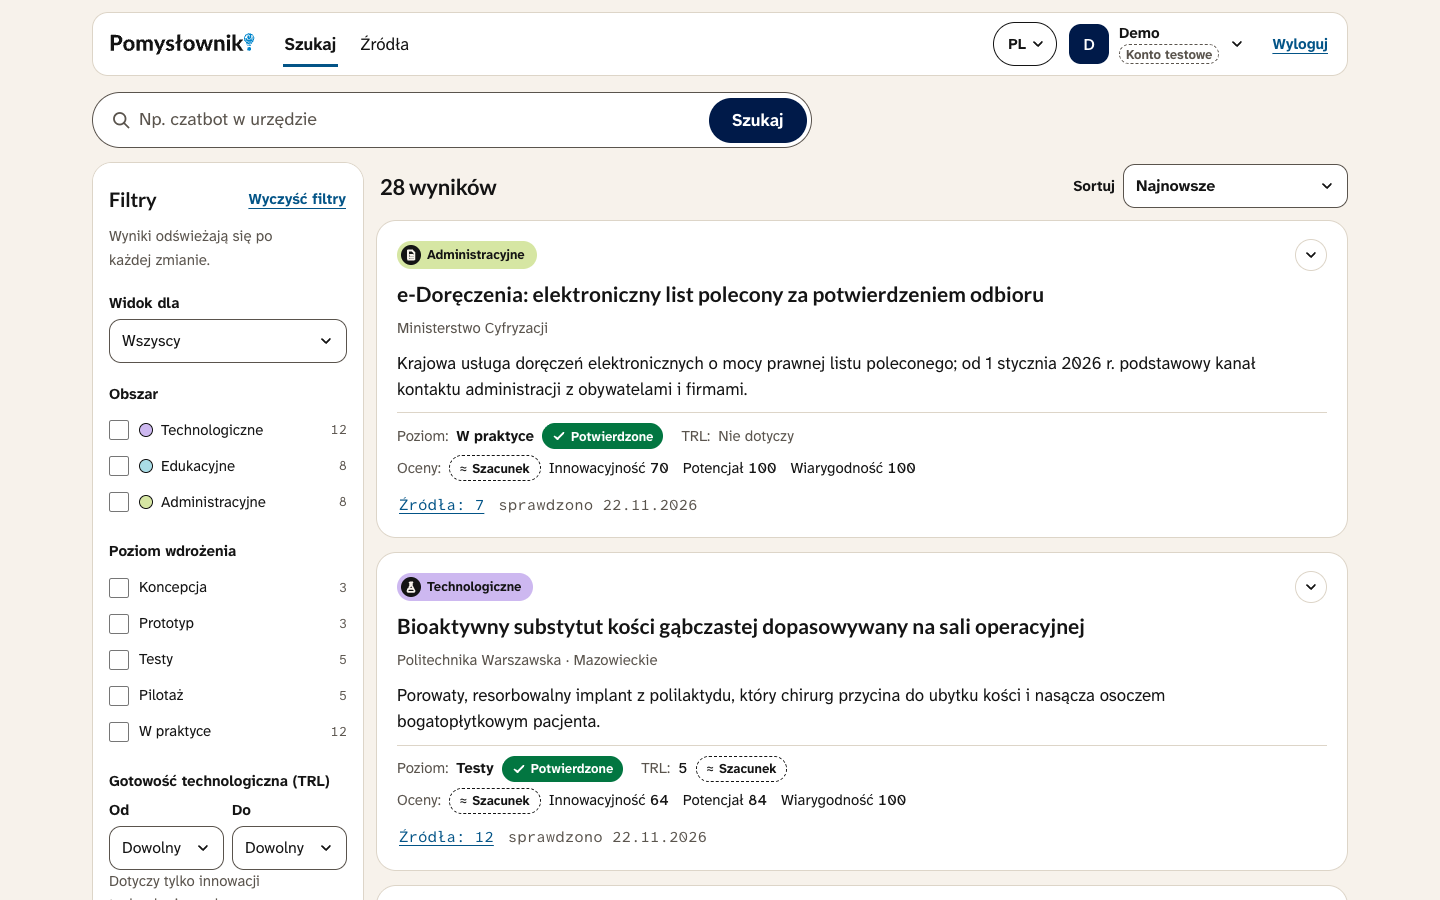 Pomysłownik
Szukaj
Źródła
PL
D
Demo
Konto testowe
Wyloguj
Np. czatbot w urzędzie
Szukaj
Filtry
Wyczyść filtry
Wyniki odświeżają się po
każdej zmianie.
Widok dla
Wszyscy
Obszar
Technologiczne 12
Edukacyjne 8
Administracyjne 8
Poziom wdrożenia
Koncepcja 3
Prototyp 3
Testy 5
Pilotaż 5
W praktyce 12
Gotowość technologiczna (TRL)
Od Do
Dowolny Dowolny
Dotyczy tylko innowacji
28 wyników
Sortuj Najnowsze
Administracyjne
e-Doręczenia: elektroniczny list polecony za potwierdzeniem odbioru
Ministerstwo Cyfryzacji
Krajowa usługa doręczeń elektronicznych o mocy prawnej listu poleconego; od 1 stycznia 2026 r. podstawowy kanał
kontaktu administracji z obywatelami i firmami.
Poziom: W praktyce Potwierdzone TRL: Nie dotyczy
Oceny: ≈ Szacunek Innowacyjność 70 Potencjał 100 Wiarygodność 100
Źródła: 7 sprawdzono 22.11.2026
Technologiczne
Bioaktywny substytut kości gąbczastej dopasowywany na sali operacyjnej
Politechnika Warszawska · Mazowieckie
Porowaty, resorbowalny implant z polilaktydu, który chirurg przycina do ubytku kości i nasącza osoczem
bogatopłytkowym pacjenta.
Poziom: Testy Potwierdzone TRL: 5 ≈ Szacunek
Oceny: ≈ Szacunek Innowacyjność 64 Potencjał 84 Wiarygodność 100
Źródła: 12 sprawdzono 22.11.2026